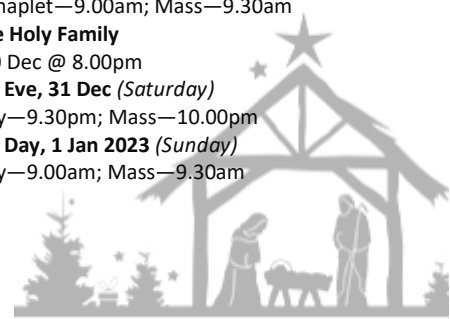 haplet—9.00am; Mass—9.30am
e Holy Family
Dec @ 8.00pm
Eve, 31 Dec (Saturday)
y—9.30pm; Mass—10.00pm
Day, 1 Jan 2023 (Sunday)
y—9.00am; Mass—9.30am